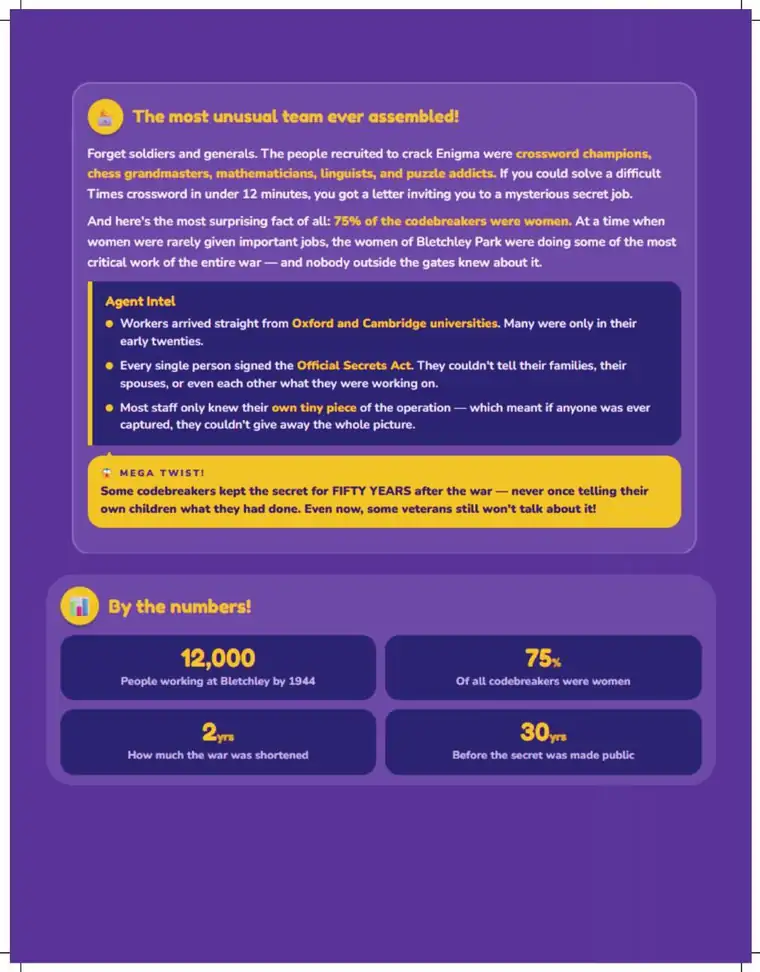 The most unusual team ever assembled!
Forget soldiers and generals. The people recruited to crack Enigma were crossword champions,
chess grandmasters, mathematicians, linguists, and puzzle addicts. If you could solve a difficult
Times crossword in under 12 minutes, you got a letter inviting you to a mysterious secret job.
And here's the most surprising fact of all: 75% of the codebreakers were women. At a time when
women were rarely given important jobs, the women of Bletchley Park were doing some of the most
critical work of the entire war — and nobody outside the gates knew about it.
Agent Intel
Workers arrived straight from Oxford and Cambridge universities. Many were only in their
early twenties.
Every single person signed the Official Secrets Act. They couldn't tell their families, their
spouses, or even each other what they were working on.
Most staff only knew their own tiny piece of the operation — which meant if anyone was ever
captured, they couldn't give away the whole picture.
MEGA TWIST!
Some codebreakers kept the secret for FIFTY YEARS after the war — never once telling their
own children what they had done. Even now, some veterans still won't talk about it!
By the numbers!
12,000
People working at Bletchley by 1944
75%
Of all codebreakers were women
2yrs
How much the war was shortened
30yrs
Before the secret was made public